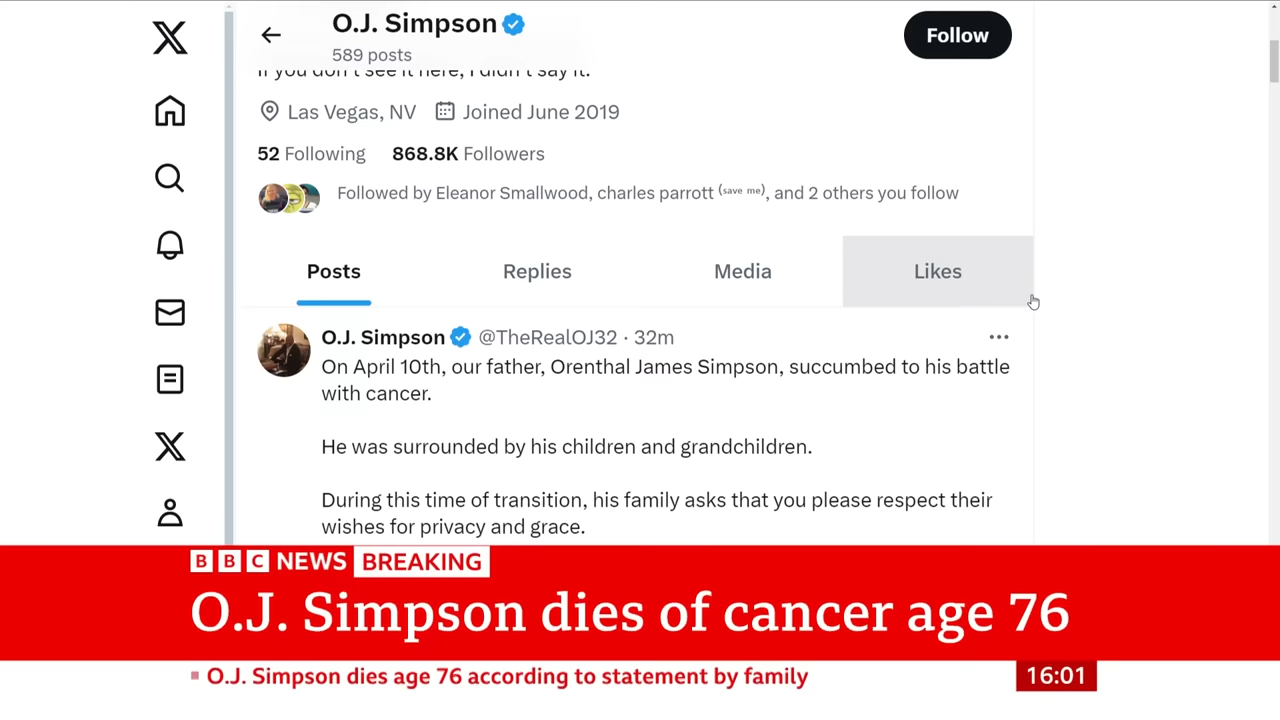 O.J. Simpson
589 posts
Follow
If you don't see it here, I didn't say it.
Las Vegas, NV Joined June 2019
52 Following 868.8K Followers
Followed by Eleanor Smallwood, charles parrott (save me), and 2 others you follow
Posts Replies Media Likes
O.J. Simpson @TheRealOJ32 · 32m
On April 10th, our father, Orenthal James Simpson, succumbed to his battle
with cancer.
He was surrounded by his children and grandchildren.
During this time of transition, his family asks that you please respect their
wishes for privacy and grace.
BBC NEWS BREAKING
O.J. Simpson dies of cancer age 76
O.J. Simpson dies age 76 according to statement by family
16:01